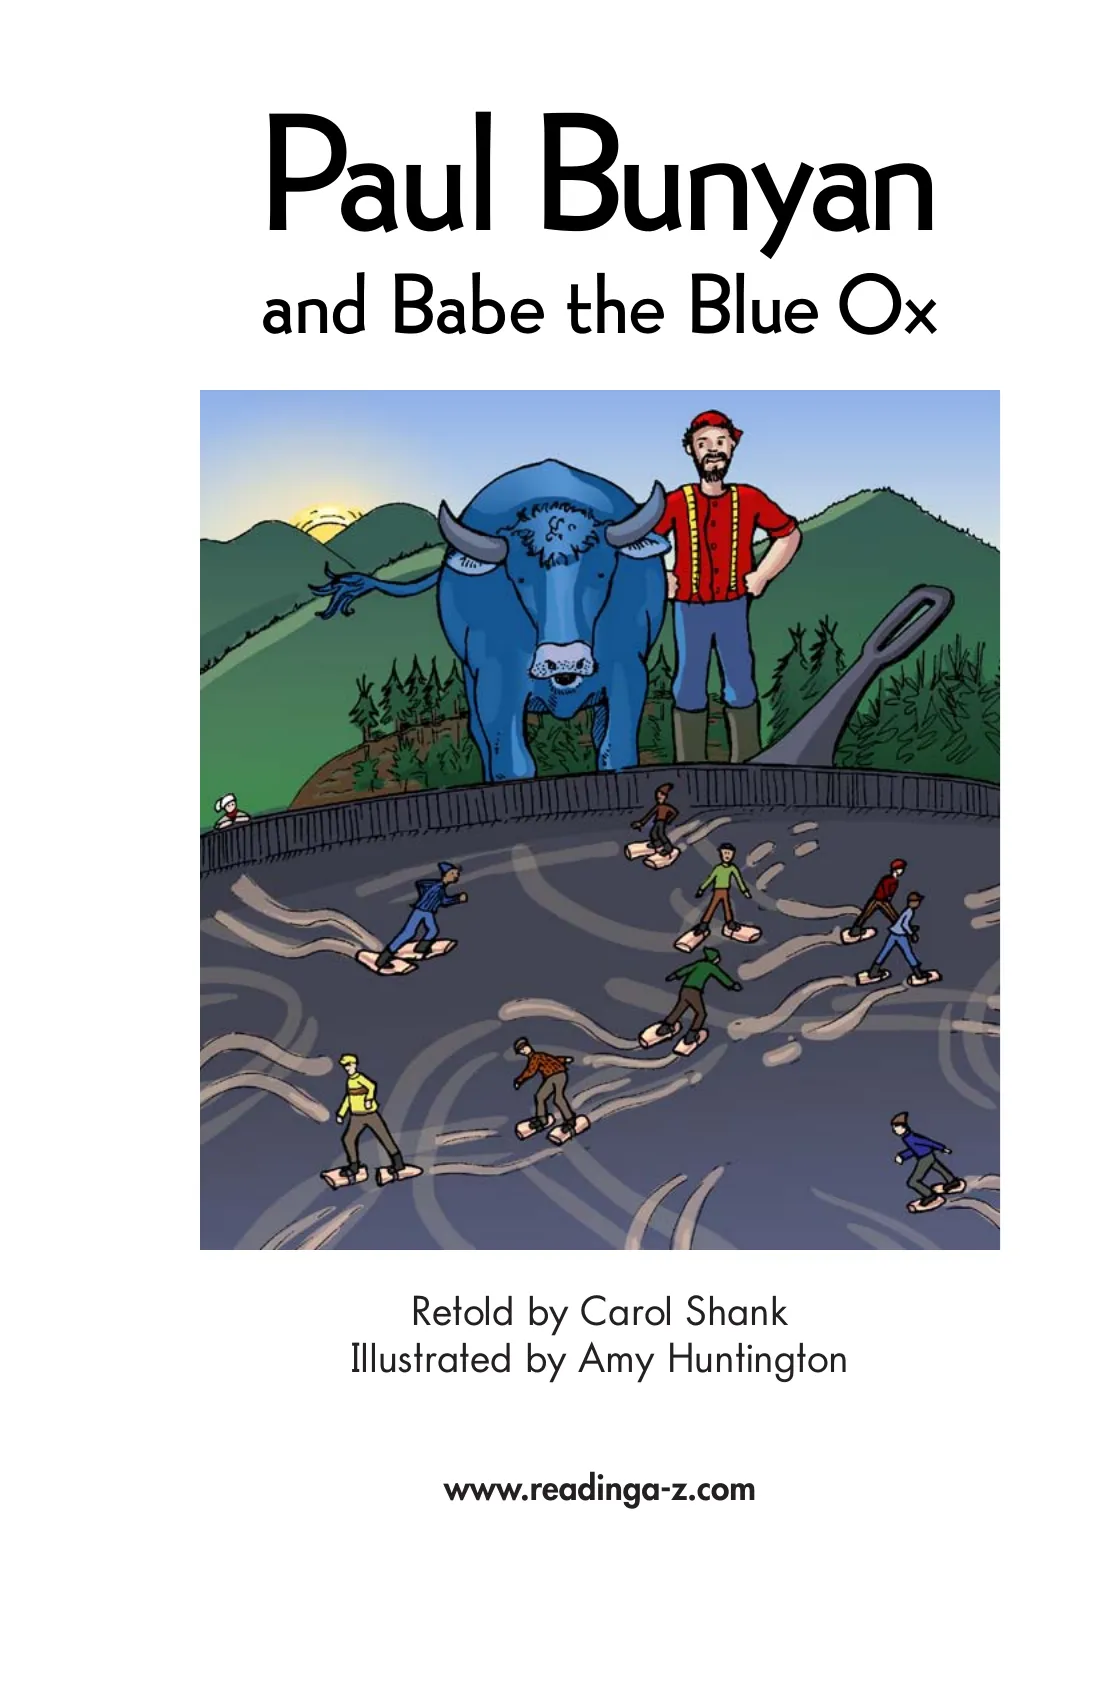 Paul Bunyan
and Babe the Blue Ox
Retold by Carol Shank
Illustrated by Amy Huntington
www.readinga-z.com